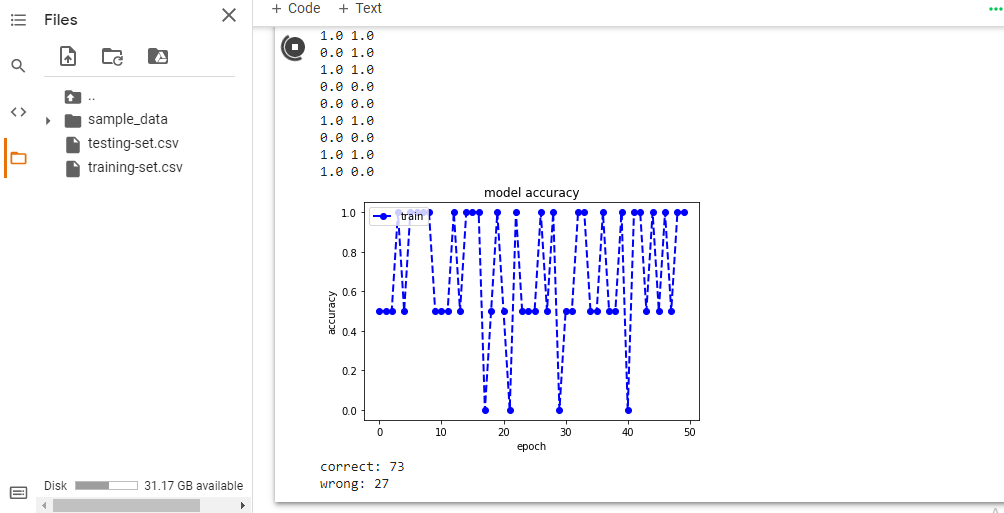 Files
..
sample_data
testing-set.csv
training-set.csv
Disk 31.17 GB available
+ Code + Text
1.0 1.0
0.0 1.0
1.0 1.0
0.0 0.0
0.0 0.0
1.0 1.0
0.0 0.0
1.0 1.0
1.0 0.0
model accuracy
train
accuracy
1.0
0.8
0.6
0.4
0.2
0.0
0 10 20 30 40 50
epoch
correct: 73
wrong: 27